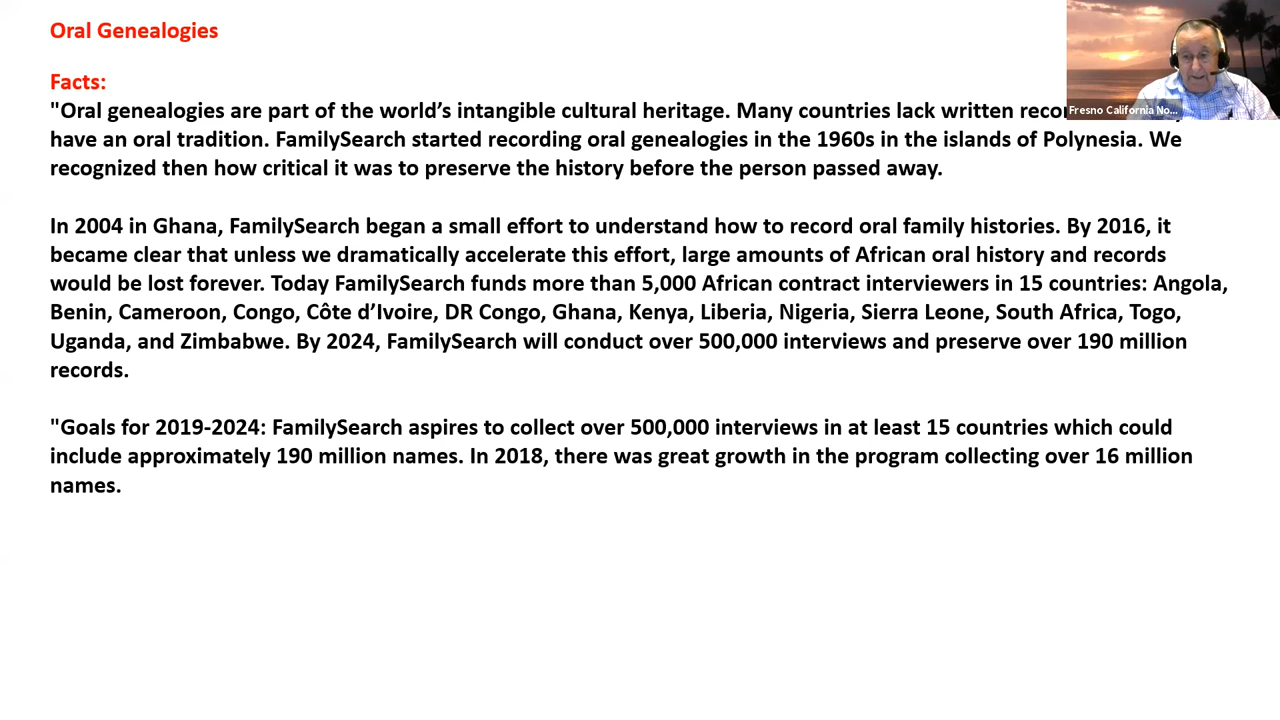 Oral Genealogies
Facts:
"Oral genealogies are part of the world’s intangible cultural heritage. Many countries lack written
have an oral tradition. FamilySearch started recording oral genealogies in the 1960s in the islands of Polynesia. We
recognized then how critical it was to preserve the history before the person passed away.
In 2004 in Ghana, FamilySearch began a small effort to understand how to record oral family histories. By 2016, it
became clear that unless we dramatically accelerate this effort, large amounts of African oral history and records
would be lost forever. Today FamilySearch funds more than 5,000 African contract interviewers in 15 countries: Angola,
Benin, Cameroon, Congo, Côte d’Ivoire, DR Congo, Ghana, Kenya, Liberia, Nigeria, Sierra Leone, South Africa, Togo,
Uganda, and Zimbabwe. By 2024, FamilySearch will conduct over 500,000 interviews and preserve over 190 million
records.
"Goals for 2019-2024: FamilySearch aspires to collect over 500,000 interviews in at least 15 countries which could
include approximately 190 million names. In 2018, there was great growth in the program collecting over 16 million
names.
Fresno California No...